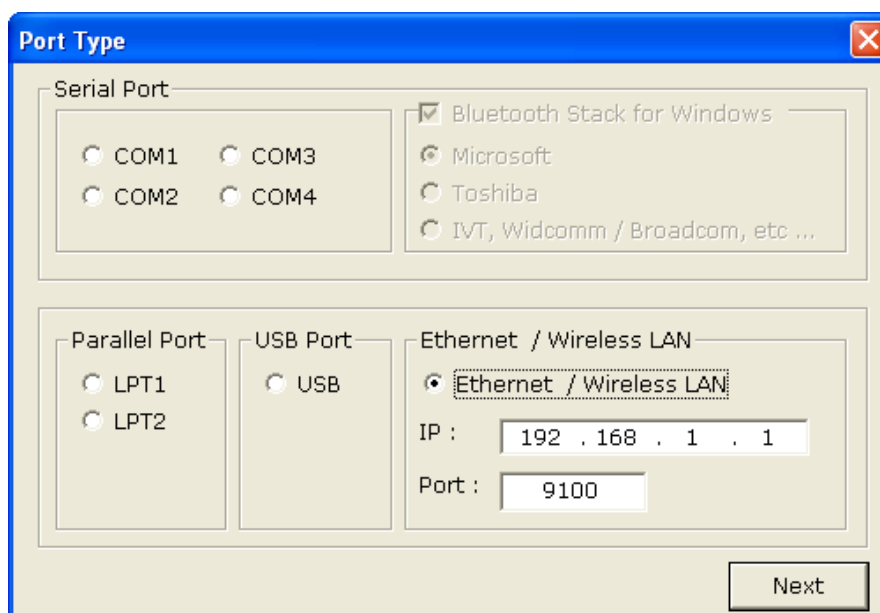 Port Type
Serial Port
COM1 COM3
COM2 COM4
Bluetooth Stack for Windows
Microsoft
Toshiba
IVT, Widcomm / Broadcom, etc ...
Parallel Port
LPT1
LPT2
USB Port
USB
Ethernet / Wireless LAN
Ethernet / Wireless LAN
IP : 192 . 168 . 1 . 1
Port : 9100
Next